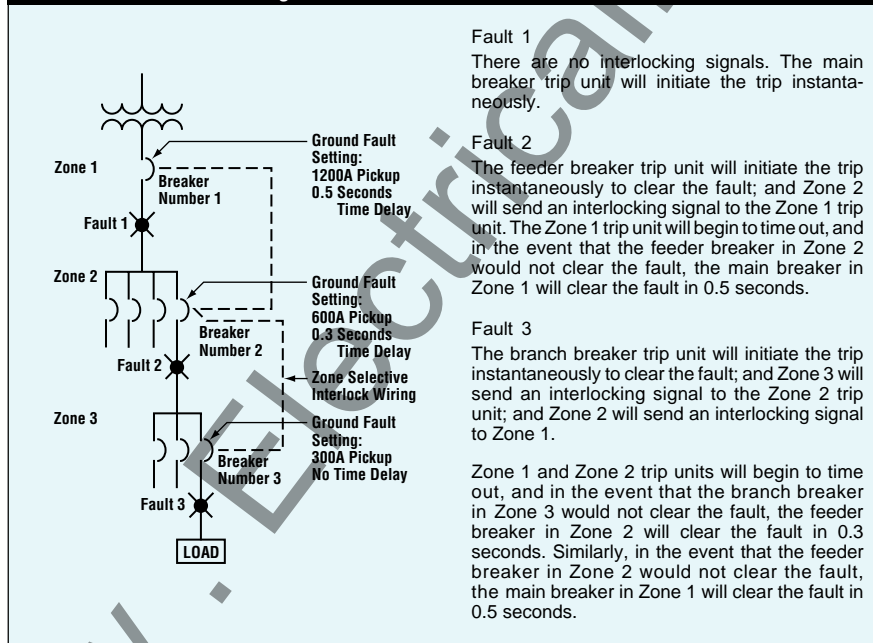 Zone 1
Breaker
Number 1
Ground Fault
Setting:
1200A Pickup
0.5 Seconds
Time Delay
Fault 1
Zone 2
Breaker
Number 2
Ground Fault
Setting:
600A Pickup
0.3 Seconds
Time Delay
Fault 2
Zone Selective
Interlock Wiring
Zone 3
Breaker
Number 3
Ground Fault
Setting:
300A Pickup
No Time Delay
Fault 3
LOAD
Fault 1
There are no interlocking signals. The main
breaker trip unit will initiate the trip instanta-
neously.
Fault 2
The feeder breaker trip unit will initiate the trip
instantaneously to clear the fault; and Zone 2
will send an interlocking signal to the Zone 1 trip
unit. The Zone 1 trip unit will begin to time out, and
in the event that the feeder breaker in Zone 2
would not clear the fault, the main breaker in
Zone 1 will clear the fault in 0.5 seconds.
Fault 3
The branch breaker trip unit will initiate the trip
instantaneously to clear the fault; and Zone 3 will
send an interlocking signal to the Zone 2 trip
unit; and Zone 2 will send an interlocking signal
to Zone 1.
Zone 1 and Zone 2 trip units will begin to time
out, and in the event that the branch breaker
in Zone 3 would not clear the fault, the feeder
breaker in Zone 2 will clear the fault in 0.3
seconds. Similarly, in the event that the feeder
breaker in Zone 2 would not clear the fault,
the main breaker in Zone 1 will clear the fault in
0.5 seconds.
. Electrical